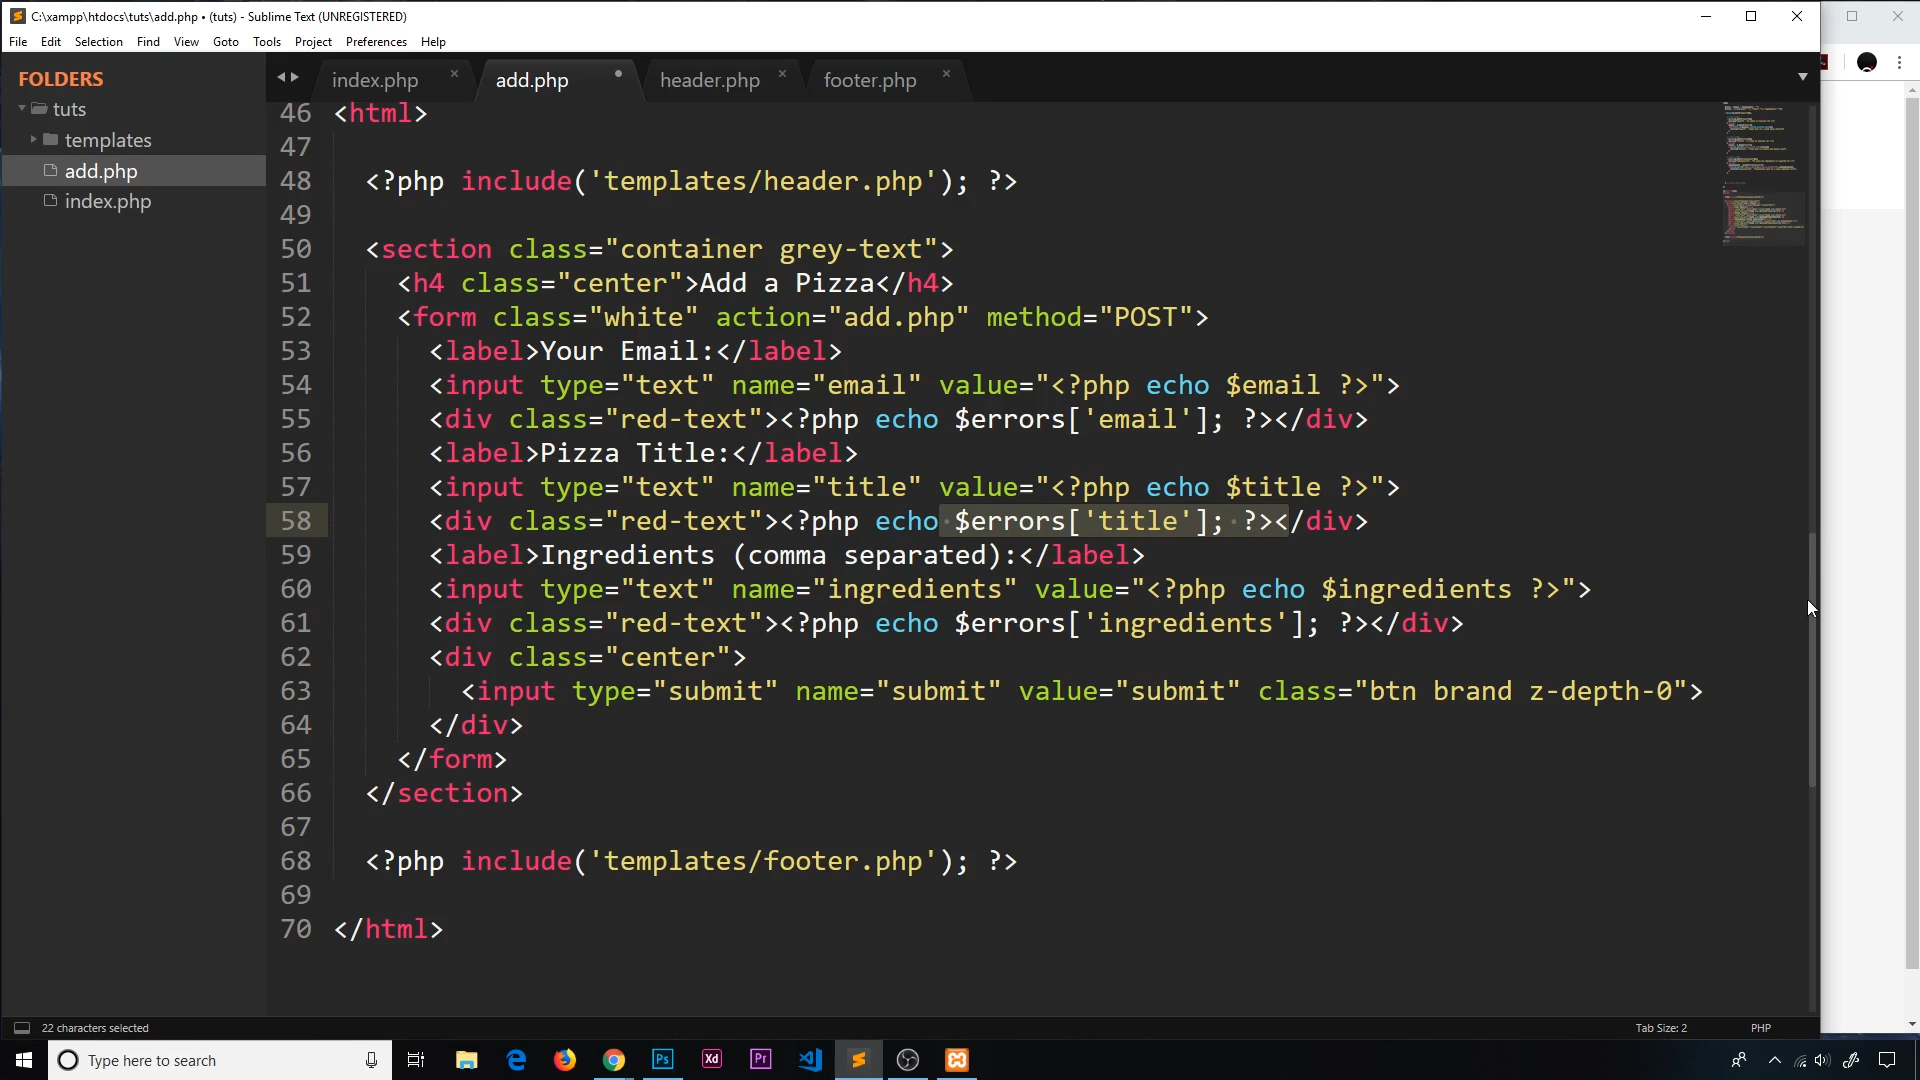 C:\xampp\htdocs\tuts\add.php • (tuts) - Sublime Text (UNREGISTERED)
File Edit Selection Find View Goto Tools Project Preferences Help
FOLDERS
tuts
templates
add.php
index.php
index.php add.php header.php footer.php
46 <html>
47
48 <?php include('templates/header.php'); ?>
49
50 <section class="container grey-text">
51 <h4 class="center">Add a Pizza</h4>
52 <form class="white" action="add.php" method="POST">
53 <label>Your Email:</label>
54 <input type="text" name="email" value="<?php echo $email ?>">
55 <div class="red-text"><?php echo $errors['email']; ?></div>
56 <label>Pizza Title:</label>
57 <input type="text" name="title" value="<?php echo $title ?>">
58 <div class="red-text"><?php echo $errors['title']; ?></div>
59 <label>Ingredients (comma separated):</label>
60 <input type="text" name="ingredients" value="<?php echo $ingredients ?>">
61 <div class="red-text"><?php echo $errors['ingredients']; ?></div>
62 <div class="center">
63 <input type="submit" name="submit" value="submit" class="btn brand z-depth-0">
64 </div>
65 </form>
66 </section>
67
68 <?php include('templates/footer.php'); ?>
69
70 </html>
22 characters selected Tab Size: 2 PHP
Type here to search Ps Xd Pr